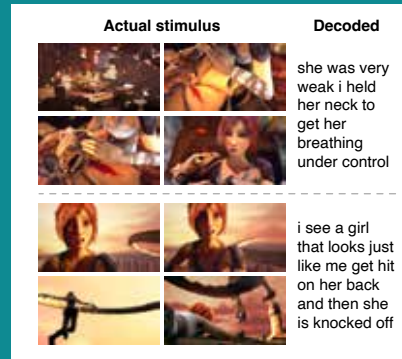 Actual stimulus Decoded
she was very
weak i held
her neck to
get her
breathing
under control
i see a girl
that looks just
like me get hit
on her back
and then she
is knocked off